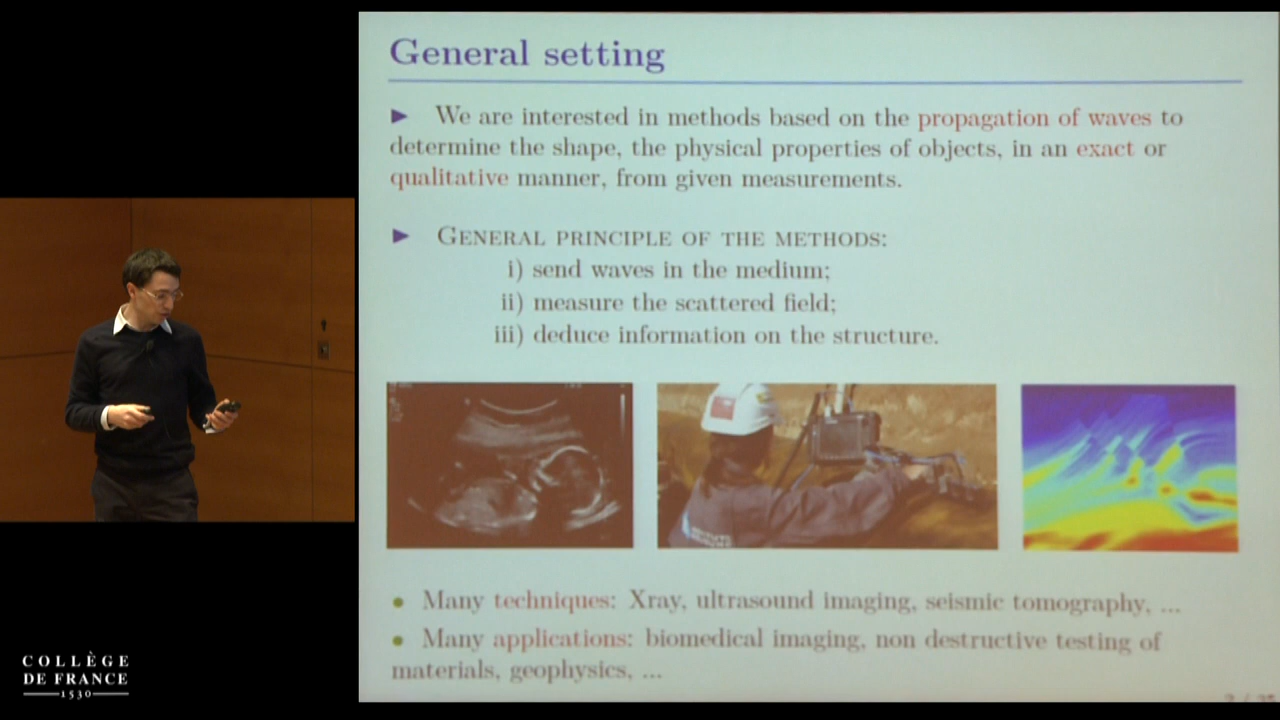 General setting
► We are interested in methods based on the propagation of waves to
determine the shape, the physical properties of objects, in an exact or
qualitative manner, from given measurements.
► GENERAL PRINCIPLE OF THE METHODS:
i) send waves in the medium;
ii) measure the scattered field;
iii) deduce information on the structure.
• Many techniques: Xray, ultrasound imaging, seismic tomography, ...
• Many applications: biomedical imaging, non destructive testing of
materials, geophysics, ...
COLLÈGE
DE FRANCE
1530